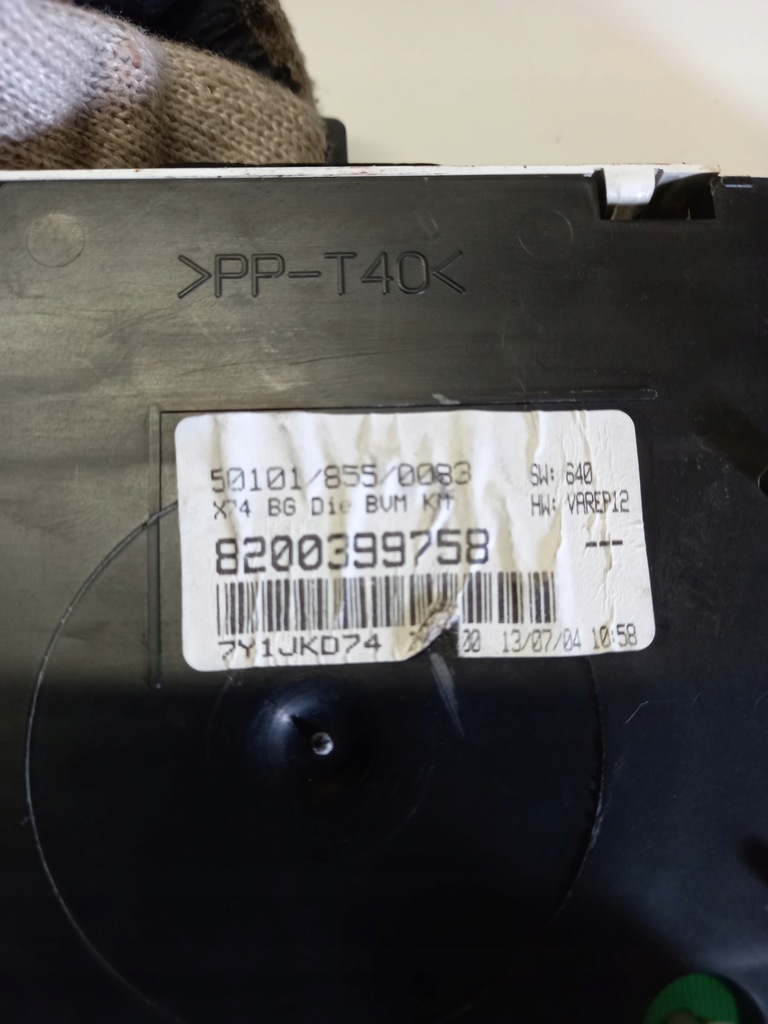 >PP-T40<
50101/855/0083 SW: 640
X74 BG Die BVM KM HW: VAREP12
8200399758 ---
7Y1JKD74 00 13/07/04 10:58